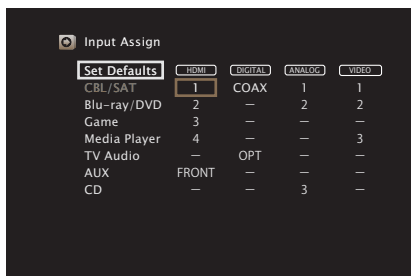 Input Assign
Set Defaults HDMI DIGITAL ANALOG VIDEO
CBL/SAT 1 COAX 1 1
Blu-ray/DVD 2 — 2 2
Game 3 — — —
Media Player 4 — — 3
TV Audio — OPT — —
AUX FRONT — — —
CD — — 3 —